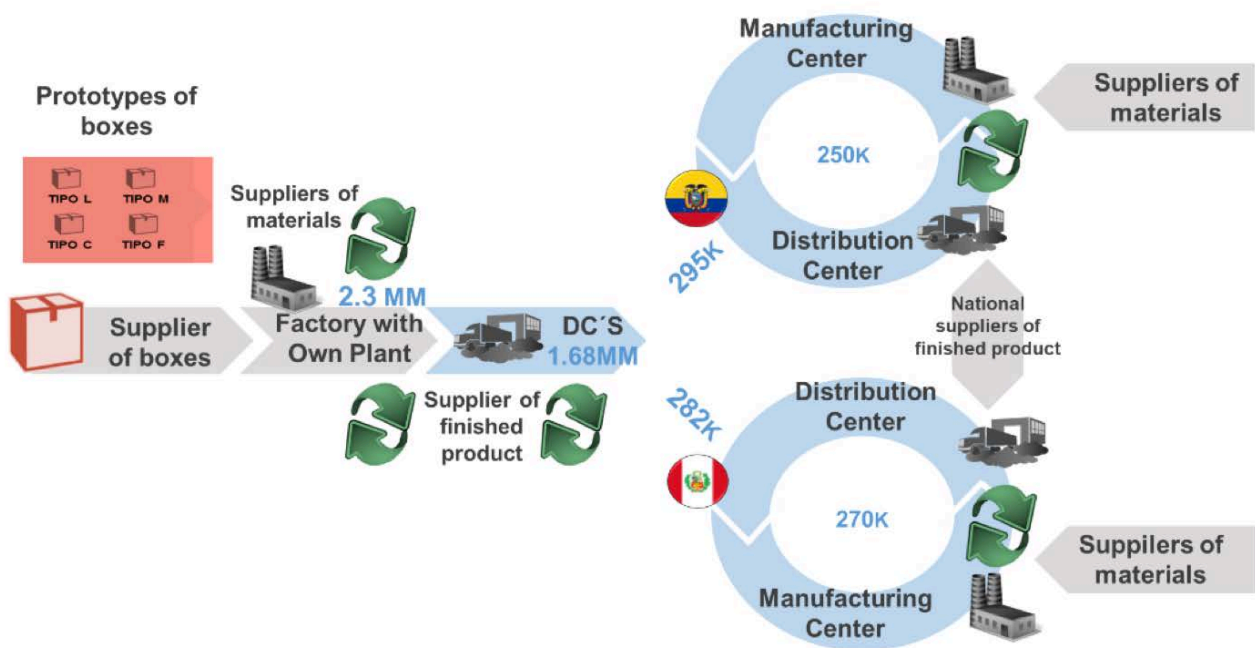 Prototypes of
boxes
TIPO L
TIPO M
TIPO C
TIPO F
Supplier
of boxes
Suppliers of
materials
2.3 MM
Factory with
Own Plant
DC´S
1.68MM
Supplier of
finished
product
Manufacturing
Center
250K
295K
Distribution
Center
Suppliers of
materials
National
suppliers of
finished product
282K
Distribution
Center
270K
Manufacturing
Center
Suppilers of
materials